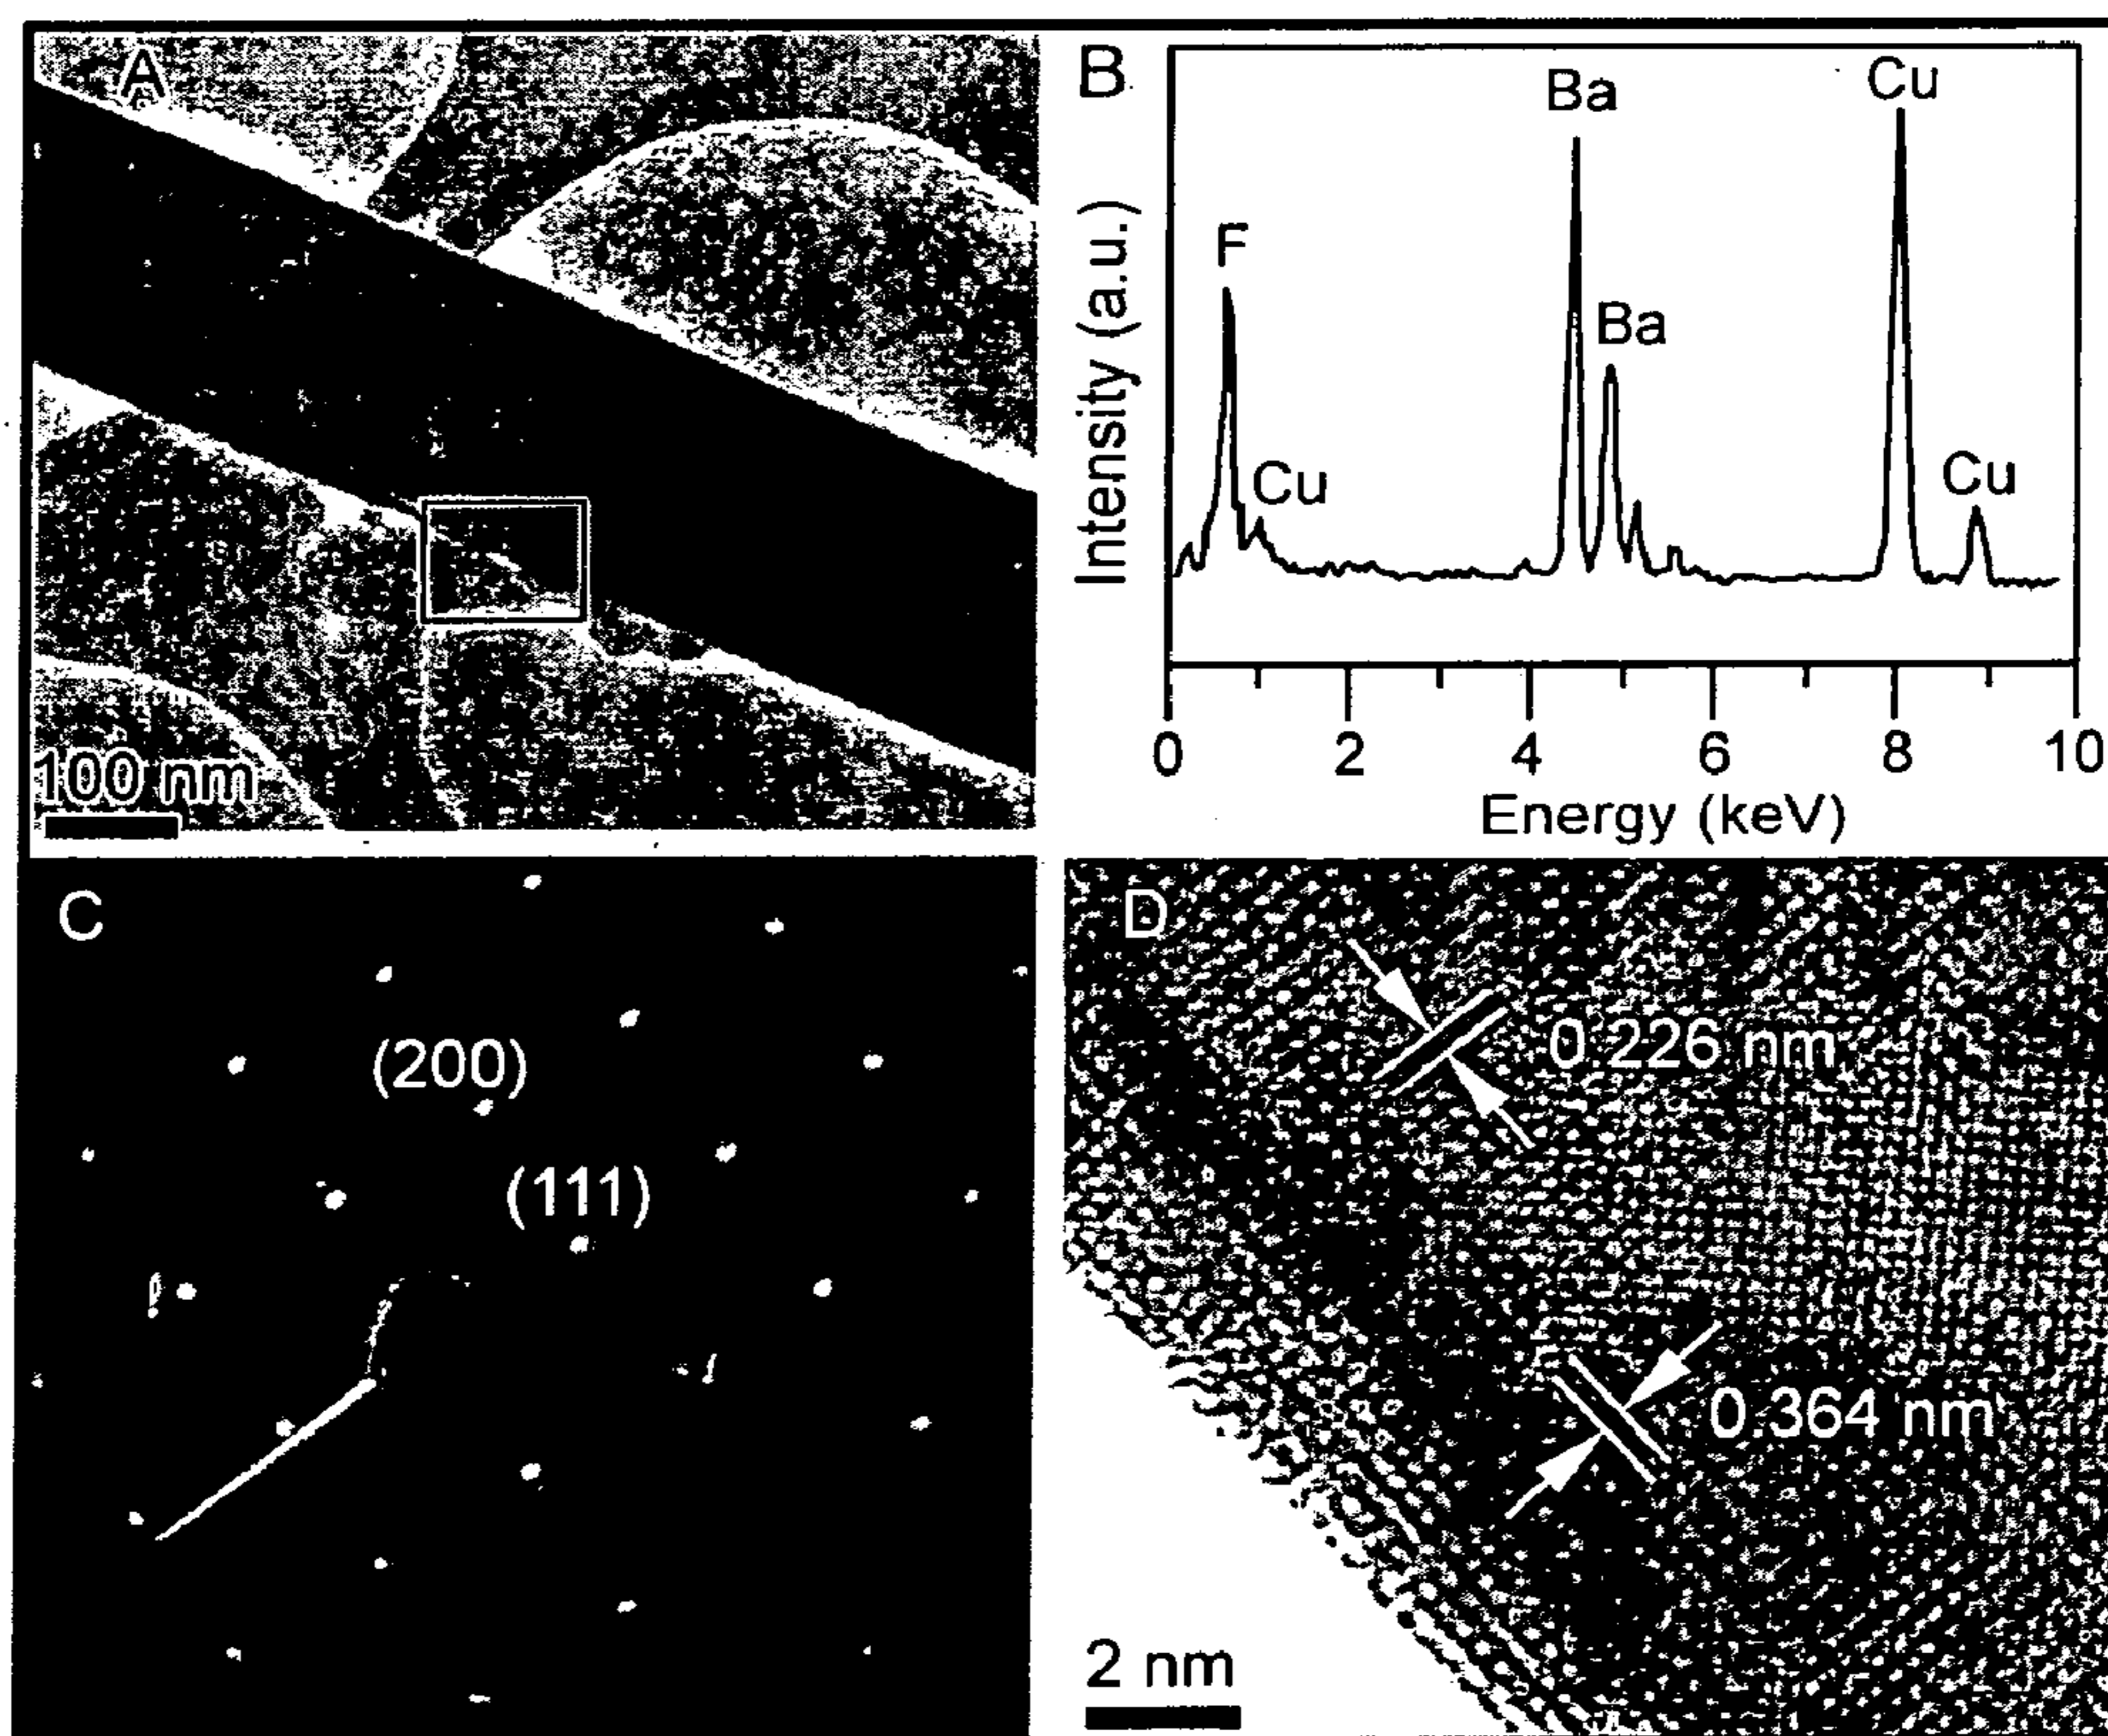 A
100 nm
B
Intensity (a.u.)
F
Cu
Ba
Ba
Cu
Cu
0 2 4 6 8 10
Energy (keV)
C
(200)
(111)
D
0.226 nm
0.364 nm
2 nm